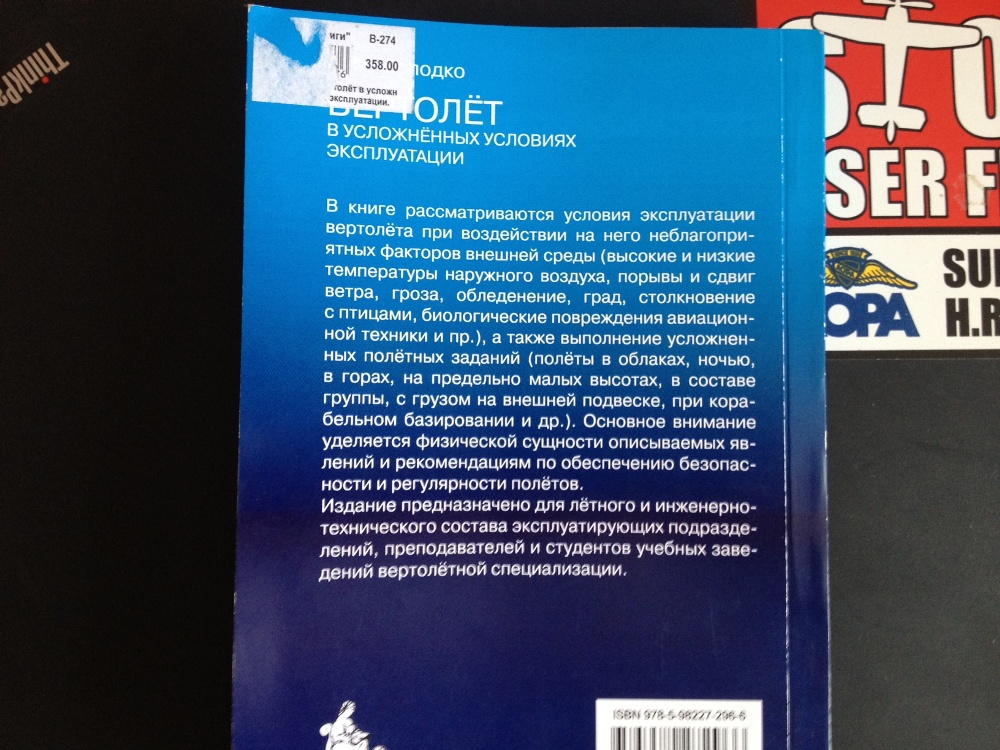 ThinkPa
иги" В-274
358.00
6
толёт в усложн
эксплуатации.
лодко
ВЕРТОЛЁТ
В УСЛОЖНЁННЫХ УСЛОВИЯХ
ЭКСПЛУАТАЦИИ
В книге рассматриваются условия эксплуатации
вертолёта при воздействии на него неблагопри-
ятных факторов внешней среды (высокие и низкие
температуры наружного воздуха, порывы и сдвиг
ветра, гроза, обледенение, град, столкновение
с птицами, биологические повреждения авиацион-
ной техники и пр.), а также выполнение усложнен-
ных полётных заданий (полёты в облаках, ночью,
в горах, на предельно малых высотах, в составе
группы, с грузом на внешней подвеске, при кора-
бельном базировании и др.). Основное внимание
уделяется физической сущности описываемых яв-
лений и рекомендациям по обеспечению безопас-
ности и регулярности полётов.
Издание предназначено для лётного и инженерно-
технического состава эксплуатирующих подразде-
лений, преподавателей и студентов учебных заве-
дений вертолётной специализации.
ISBN 978-5-98227-296-6
STO
SER F
OPA
SU
H.R